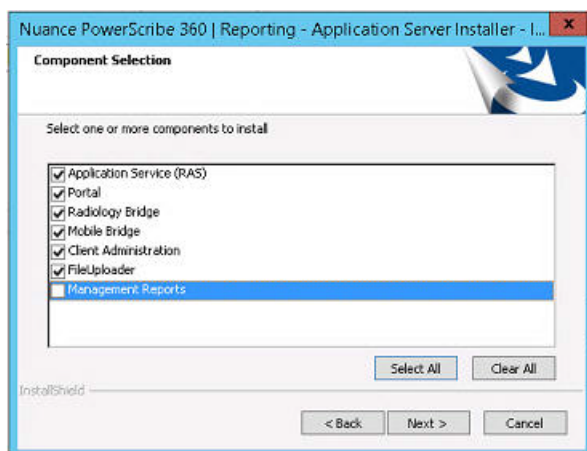 Nuance PowerScribe 360 | Reporting - Application Server Installer - I...
x
Component Selection
Select one or more components to install
Application Service (RAS)
Portal
Radiology Bridge
Mobile Bridge
Client Administration
FileUploader
Management Reports
Select All Clear All
InstallShield
< Back Next > Cancel